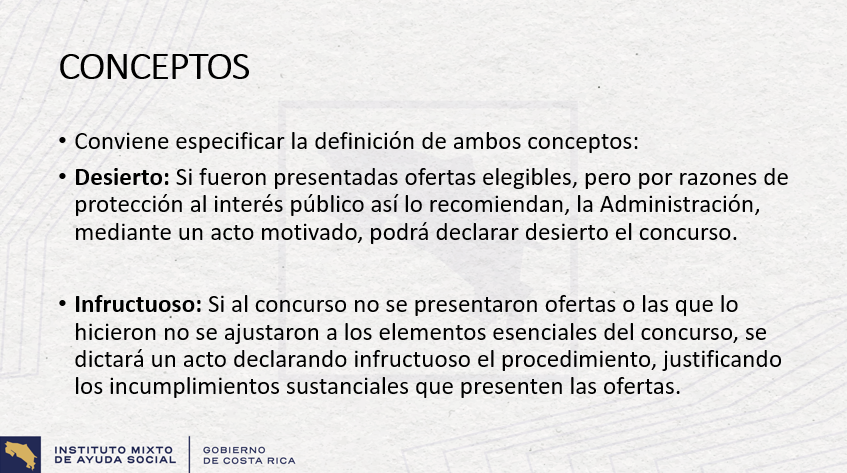 CONCEPTOS
• Conviene especificar la definición de ambos conceptos:
• Desierto: Si fueron presentadas ofertas elegibles, pero por razones de
protección al interés público así lo recomiendan, la Administración,
mediante un acto motivado, podrá declarar desierto el concurso.
• Infructuoso: Si al concurso no se presentaron ofertas o las que lo
hicieron no se ajustaron a los elementos esenciales del concurso, se
dictará un acto declarando infructuoso el procedimiento, justificando
los incumplimientos sustanciales que presenten las ofertas.
INSTITUTO MIXTO
DE AYUDA SOCIAL
GOBIERNO
DE COSTA RICA